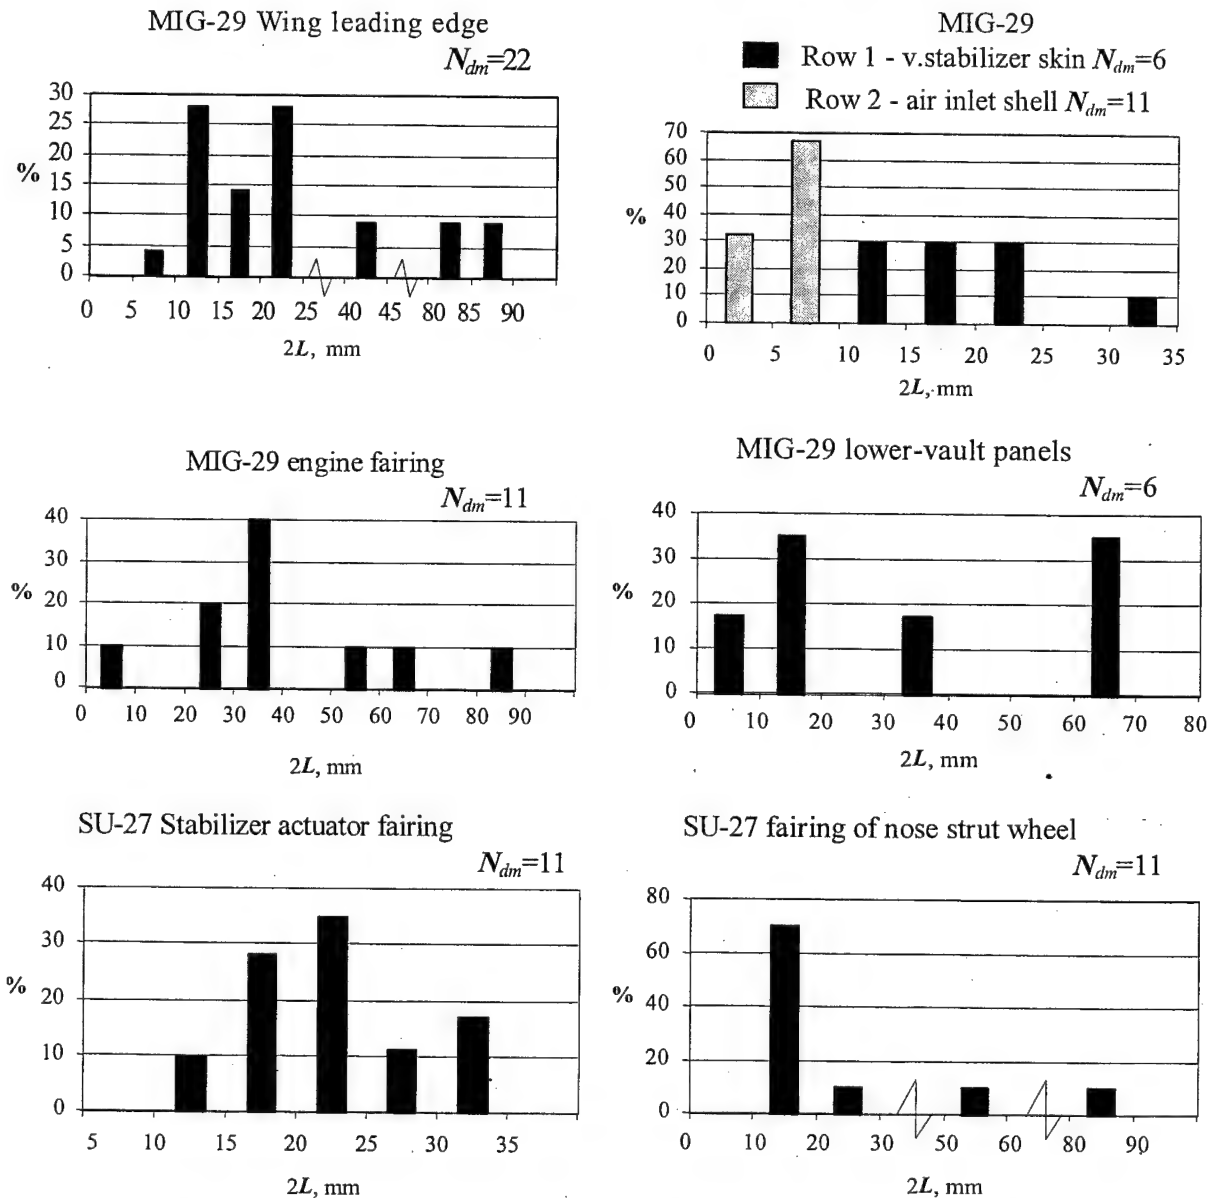 MIG-29 Wing leading edge
N_dm=22
30
25
20
%
15
10
5
0
0 5 10 15 20 25 40 45 80 85 90
2L, mm
MIG-29
Row 1 - v.stabilizer skin N_dm=6
Row 2 - air inlet shell N_dm=11
70
60
50
40
%
30
20
10
0
0 5 10 15 20 25 30 35
2L, mm
MIG-29 engine fairing
N_dm=11
40
30
%
20
10
0
0 10 20 30 40 50 60 70 80 90
2L, mm
MIG-29 lower-vault panels
N_dm=6
40
30
%
20
10
0
0 10 20 30 40 50 60 70 80
2L, mm
SU-27 Stabilizer actuator fairing
N_dm=11
40
30
%
20
10
0
5 10 15 20 25 30 35
2L, mm
SU-27 fairing of nose strut wheel
N_dm=11
80
60
%
40
20
0
0 10 20 30 50 60 80 90
2L, mm